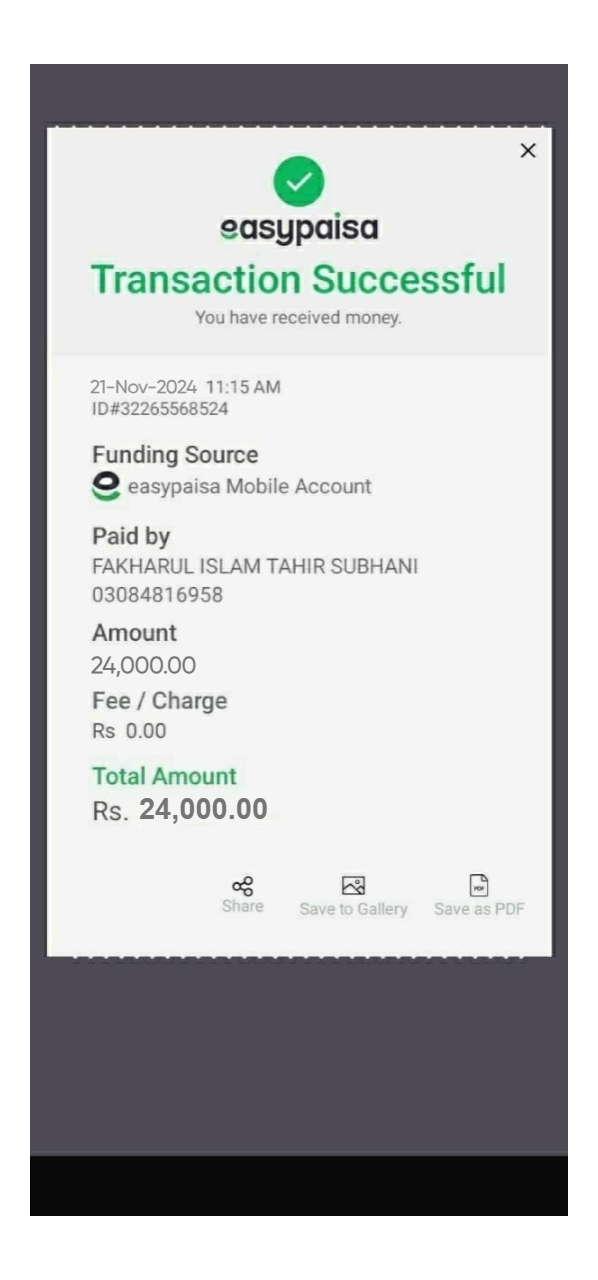 easypaisa
Transaction Successful
You have received money.
21-Nov-2024 11:15 AM
ID#32265568524
Funding Source
easypaisa Mobile Account
Paid by
FAKHARUL ISLAM TAHIR SUBHANI
03084816958
Amount
24,000.00
Fee / Charge
Rs 0.00
Total Amount
Rs. 24,000.00
Share Save to Gallery Save as PDF